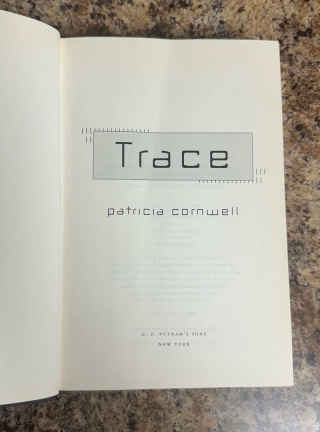 Trace
patricia cornwell
G. P. PUTNAM'S SONS
NEW YORK